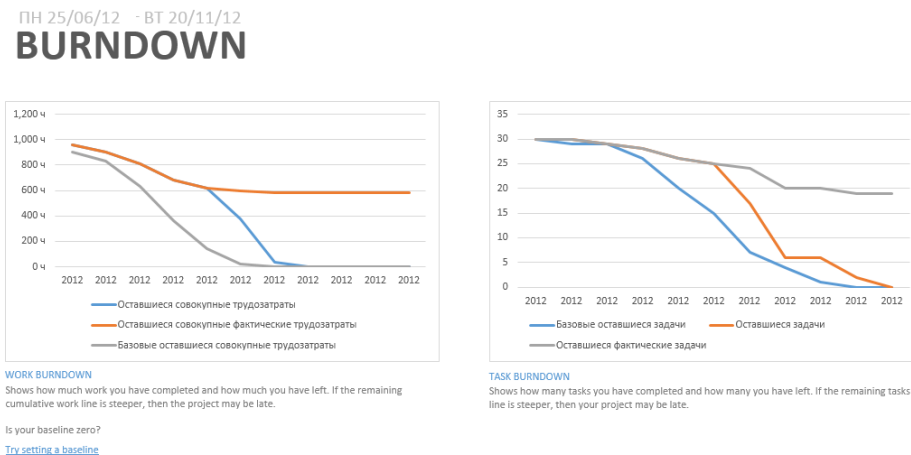 ПН 25/06/12 - ВТ 20/11/12
BURNDOWN
1,200 ч
1,000 ч
800 ч
600 ч
400 ч
200 ч
0 ч
2012 2012 2012 2012 2012 2012 2012 2012 2012 2012 2012
Оставшиеся совокупные трудозатраты
Оставшиеся совокупные фактические трудозатраты
Базовые оставшиеся совокупные трудозатраты
WORK BURNDOWN
Shows how much work you have completed and how much you have left. If the remaining
cumulative work line is steeper, then the project may be late.
Is your baseline zero?
Try setting a baseline
35
30
25
20
15
10
5
0
2012 2012 2012 2012 2012 2012 2012 2012 2012 2012 2012
Базовые оставшиеся задачи Оставшиеся задачи
Оставшиеся фактические задачи
TASK BURNDOWN
Shows how many tasks you have completed and how many you have left. If the remaining tasks
line is steeper, then your project may be late.